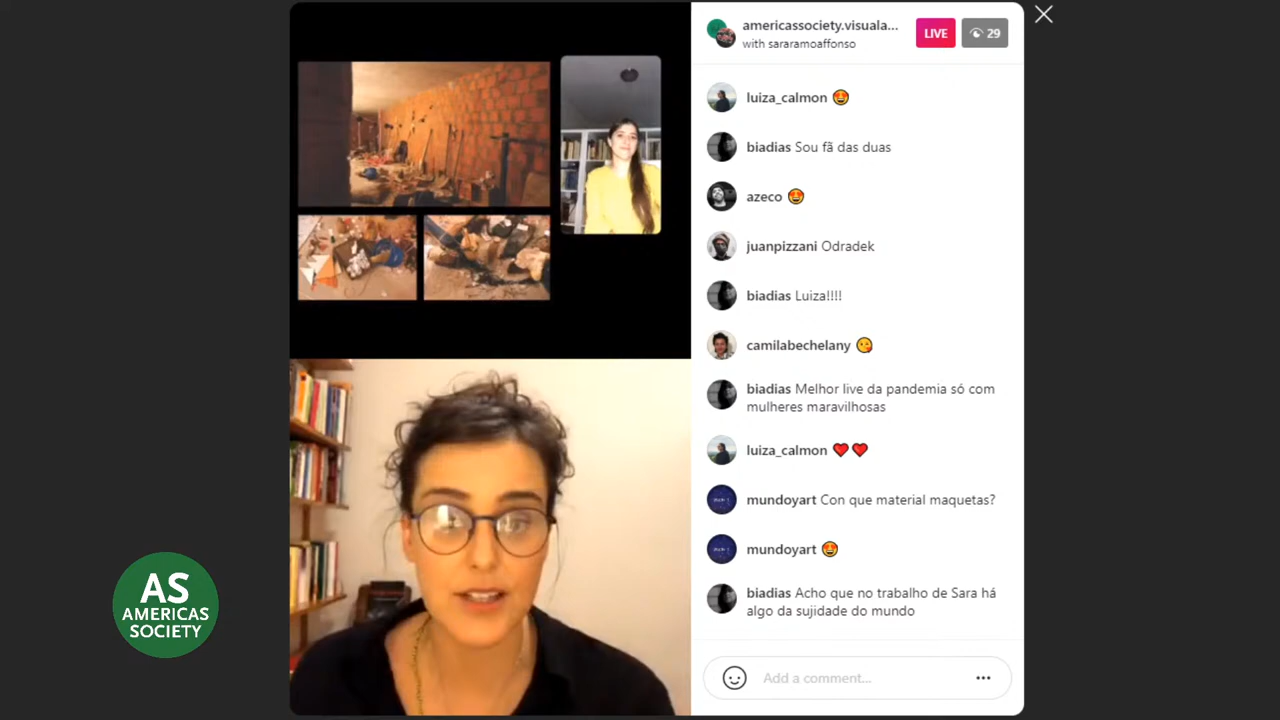 americassociety.visuala...
with sararamoaffonso
LIVE
29
luiza_calmon 🤩
biadias Sou fã das duas
azeco 🤩
juanpizzani Odradek
biadias Luiza!!!!
camilabechelany 😘
biadias Melhor live da pandemia só com
mulheres maravilhosas
luiza_calmon ❤️❤️
mundoyart Con que material maquetas?
mundoyart 🤩
biadias Acho que no trabalho de Sara há
algo da sujidade do mundo
Add a comment...
AS
AMERICAS
SOCIETY